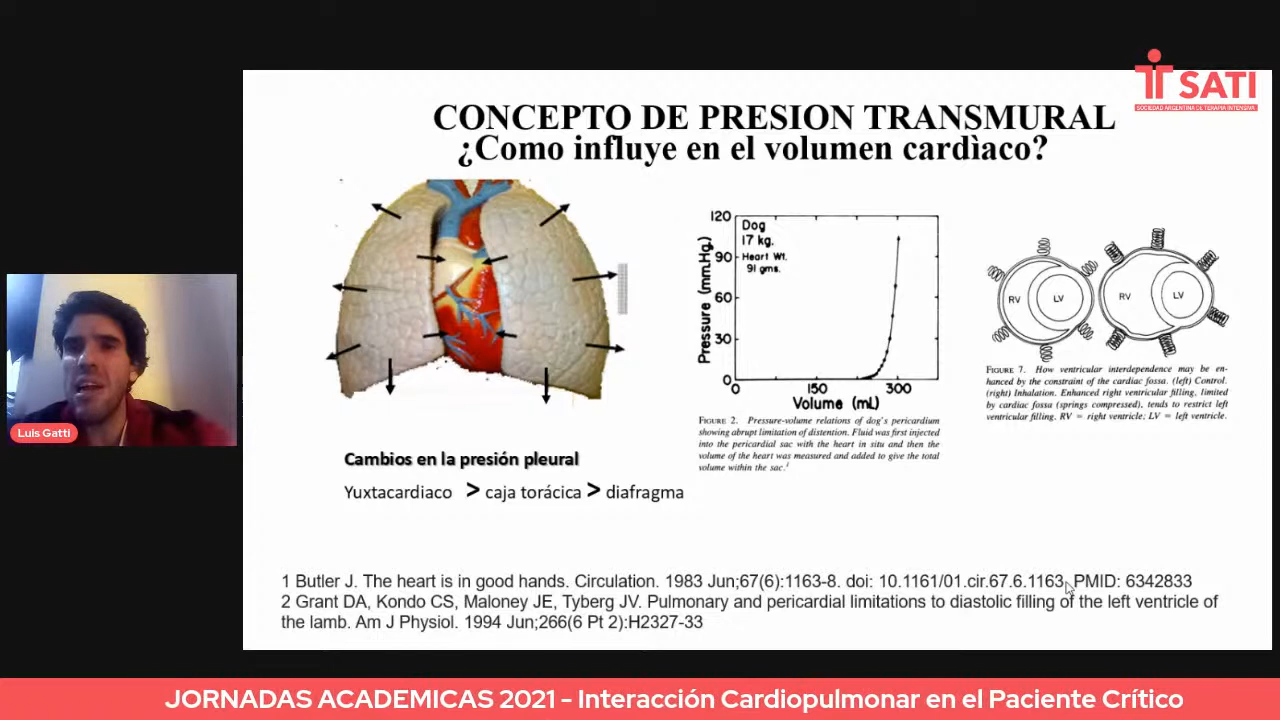 SATI
SOCIEDAD ARGENTINA DE TERAPIA INTENSIVA
CONCEPTO DE PRESION TRANSMURAL
¿Como influye en el volumen cardìaco?
120
90
60
30
0
Pressure (mm.Hg.)
Dog
17 kg.
Heart Wt.
91 gms.
0 150 300
Volume (mL)
FIGURE 2. Pressure-volume relations of dog's pericardium
showing abrupt limitation of distention. Fluid was first injected
into the pericardial sac with the heart in situ and then the
volume of the heart was measured and added to give the total
volume within the sac.¹
RV LV RV LV
FIGURE 7. How ventricular interdependence may be en-
hanced by the constraint of the cardiac fossa. (left) Control.
(right) Inhalation. Enhanced right ventricular filling, limited
by cardiac fossa (springs compressed), tends to restrict left
ventricular filling. RV = right ventricle; LV = left ventricle.
Luis Gatti
Cambios en la presión pleural
Yuxtacardiaco > caja torácica > diafragma
1 Butler J. The heart is in good hands. Circulation. 1983 Jun;67(6):1163-8. doi: 10.1161/01.cir.67.6.1163. PMID: 6342833
2 Grant DA, Kondo CS, Maloney JE, Tyberg JV. Pulmonary and pericardial limitations to diastolic filling of the left ventricle of
the lamb. Am J Physiol. 1994 Jun;266(6 Pt 2):H2327-33
JORNADAS ACADEMICAS 2021 - Interacción Cardiopulmonar en el Paciente Crítico